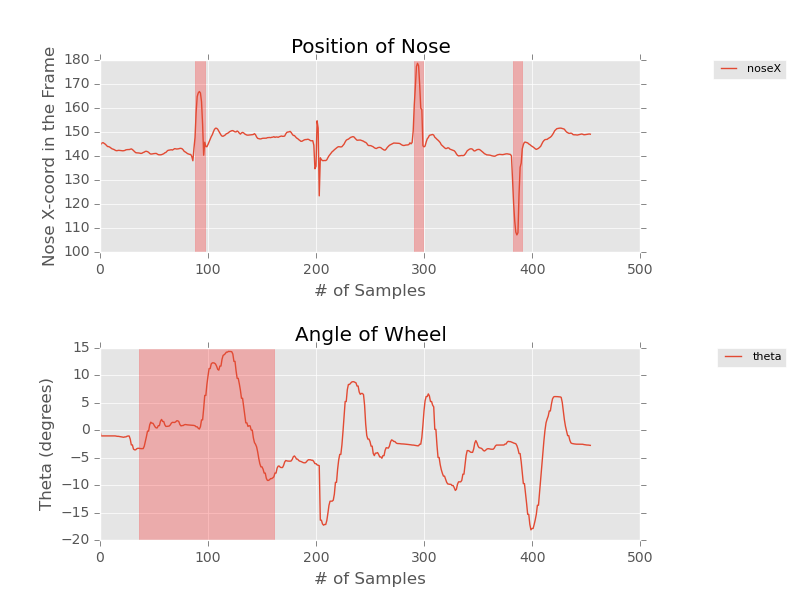 Position of Nose
180
170
160
150
140
130
120
110
100
Nose X-coord in the Frame
0 100 200 300 400 500
# of Samples
noseX
Angle of Wheel
15
10
5
0
−5
−10
−15
−20
Theta (degrees)
0 100 200 300 400 500
# of Samples
theta